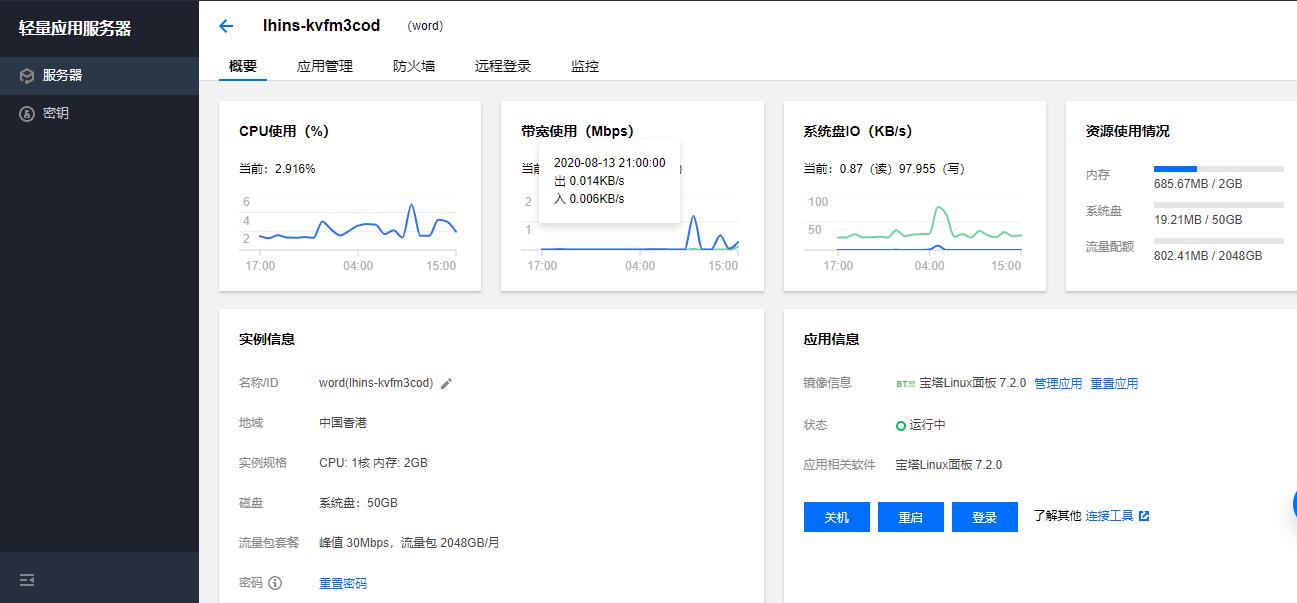 轻量应用服务器
服务器
密钥
lhins-kvfm3cod (word)
概要 应用管理 防火墙 远程登录 监控
CPU使用（%）
当前：2.916%
6
4
2
17:00 04:00 15:00
带宽使用（Mbps）
当前
2020-08-13 21:00:00
出 0.014KB/s
入 0.006KB/s
2
1
17:00 04:00 15:00
系统盘IO（KB/s）
当前：0.87（读）97.955（写）
100
50
17:00 04:00 15:00
资源使用情况
内存
685.67MB / 2GB
系统盘
19.21MB / 50GB
流量配额
802.41MB / 2048GB
实例信息
名称/ID word(lhins-kvfm3cod)
地域 中国香港
实例规格 CPU: 1核 内存: 2GB
磁盘 系统盘：50GB
流量包套餐 峰值 30Mbps，流量包 2048GB/月
密码 重置密码
应用信息
镜像信息 BT 宝塔Linux面板 7.2.0 管理应用 重置应用
状态 运行中
应用相关软件 宝塔Linux面板 7.2.0
关机 重启 登录 了解其他 连接工具